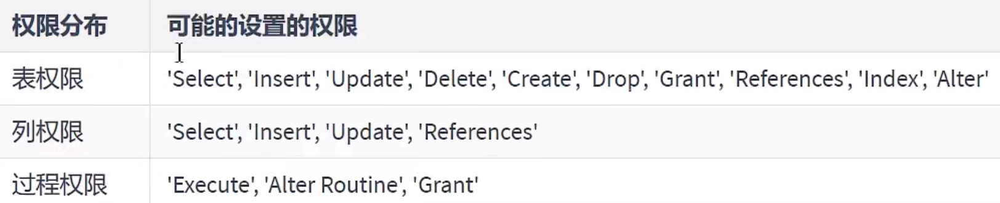 权限分布 可能的设置的权限
表权限 'Select', 'Insert', 'Update', 'Delete', 'Create', 'Drop', 'Grant', 'References', 'Index', 'Alter'
列权限 'Select', 'Insert', 'Update', 'References'
过程权限 'Execute', 'Alter Routine', 'Grant'